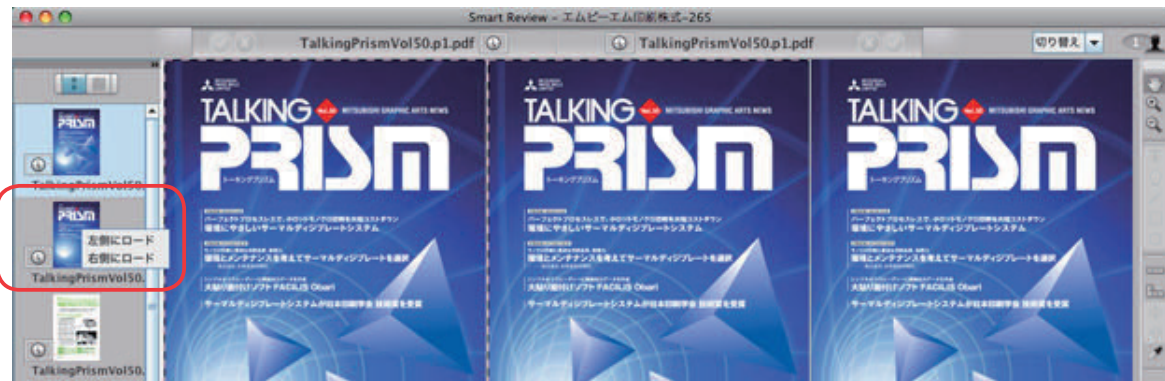 Smart Review – エムピーエム印刷株式-265
TalkingPrismVol50.p1.pdf
TalkingPrismVol50.p1.pdf
切り替え
1
TalkingPrismVol50.
左側にロード
右側にロード
TalkingPrismVol50.
TalkingPrismVol50.
TALKING
MITSUBISHI GRAPHIC ARTS NEWS
PRISM
トーキングプリズム
環境にやさしいサーマルディジプレートシステム
環境とメンテナンスを考えてサーマルディジプレートを選択
大貼り面付けソフト FACILIS Obari
サーマルディジプレートシステムが日本印刷学会 技術賞を受賞
TALKING
MITSUBISHI GRAPHIC ARTS NEWS
PRISM
トーキングプリズム
環境にやさしいサーマルディジプレートシステム
環境とメンテナンスを考えてサーマルディジプレートを選択
大貼り面付けソフト FACILIS Obari
サーマルディジプレートシステムが日本印刷学会 技術賞を受賞
TALKING
MITSUBISHI GRAPHIC ARTS NEWS
PRISM
トーキングプリズム
環境にやさしいサーマルディジプレートシステム
環境とメンテナンスを考えてサーマルディジプレートを選択
大貼り面付けソフト FACILIS Obari
サーマルディジプレートシステムが日本印刷学会 技術賞を受賞